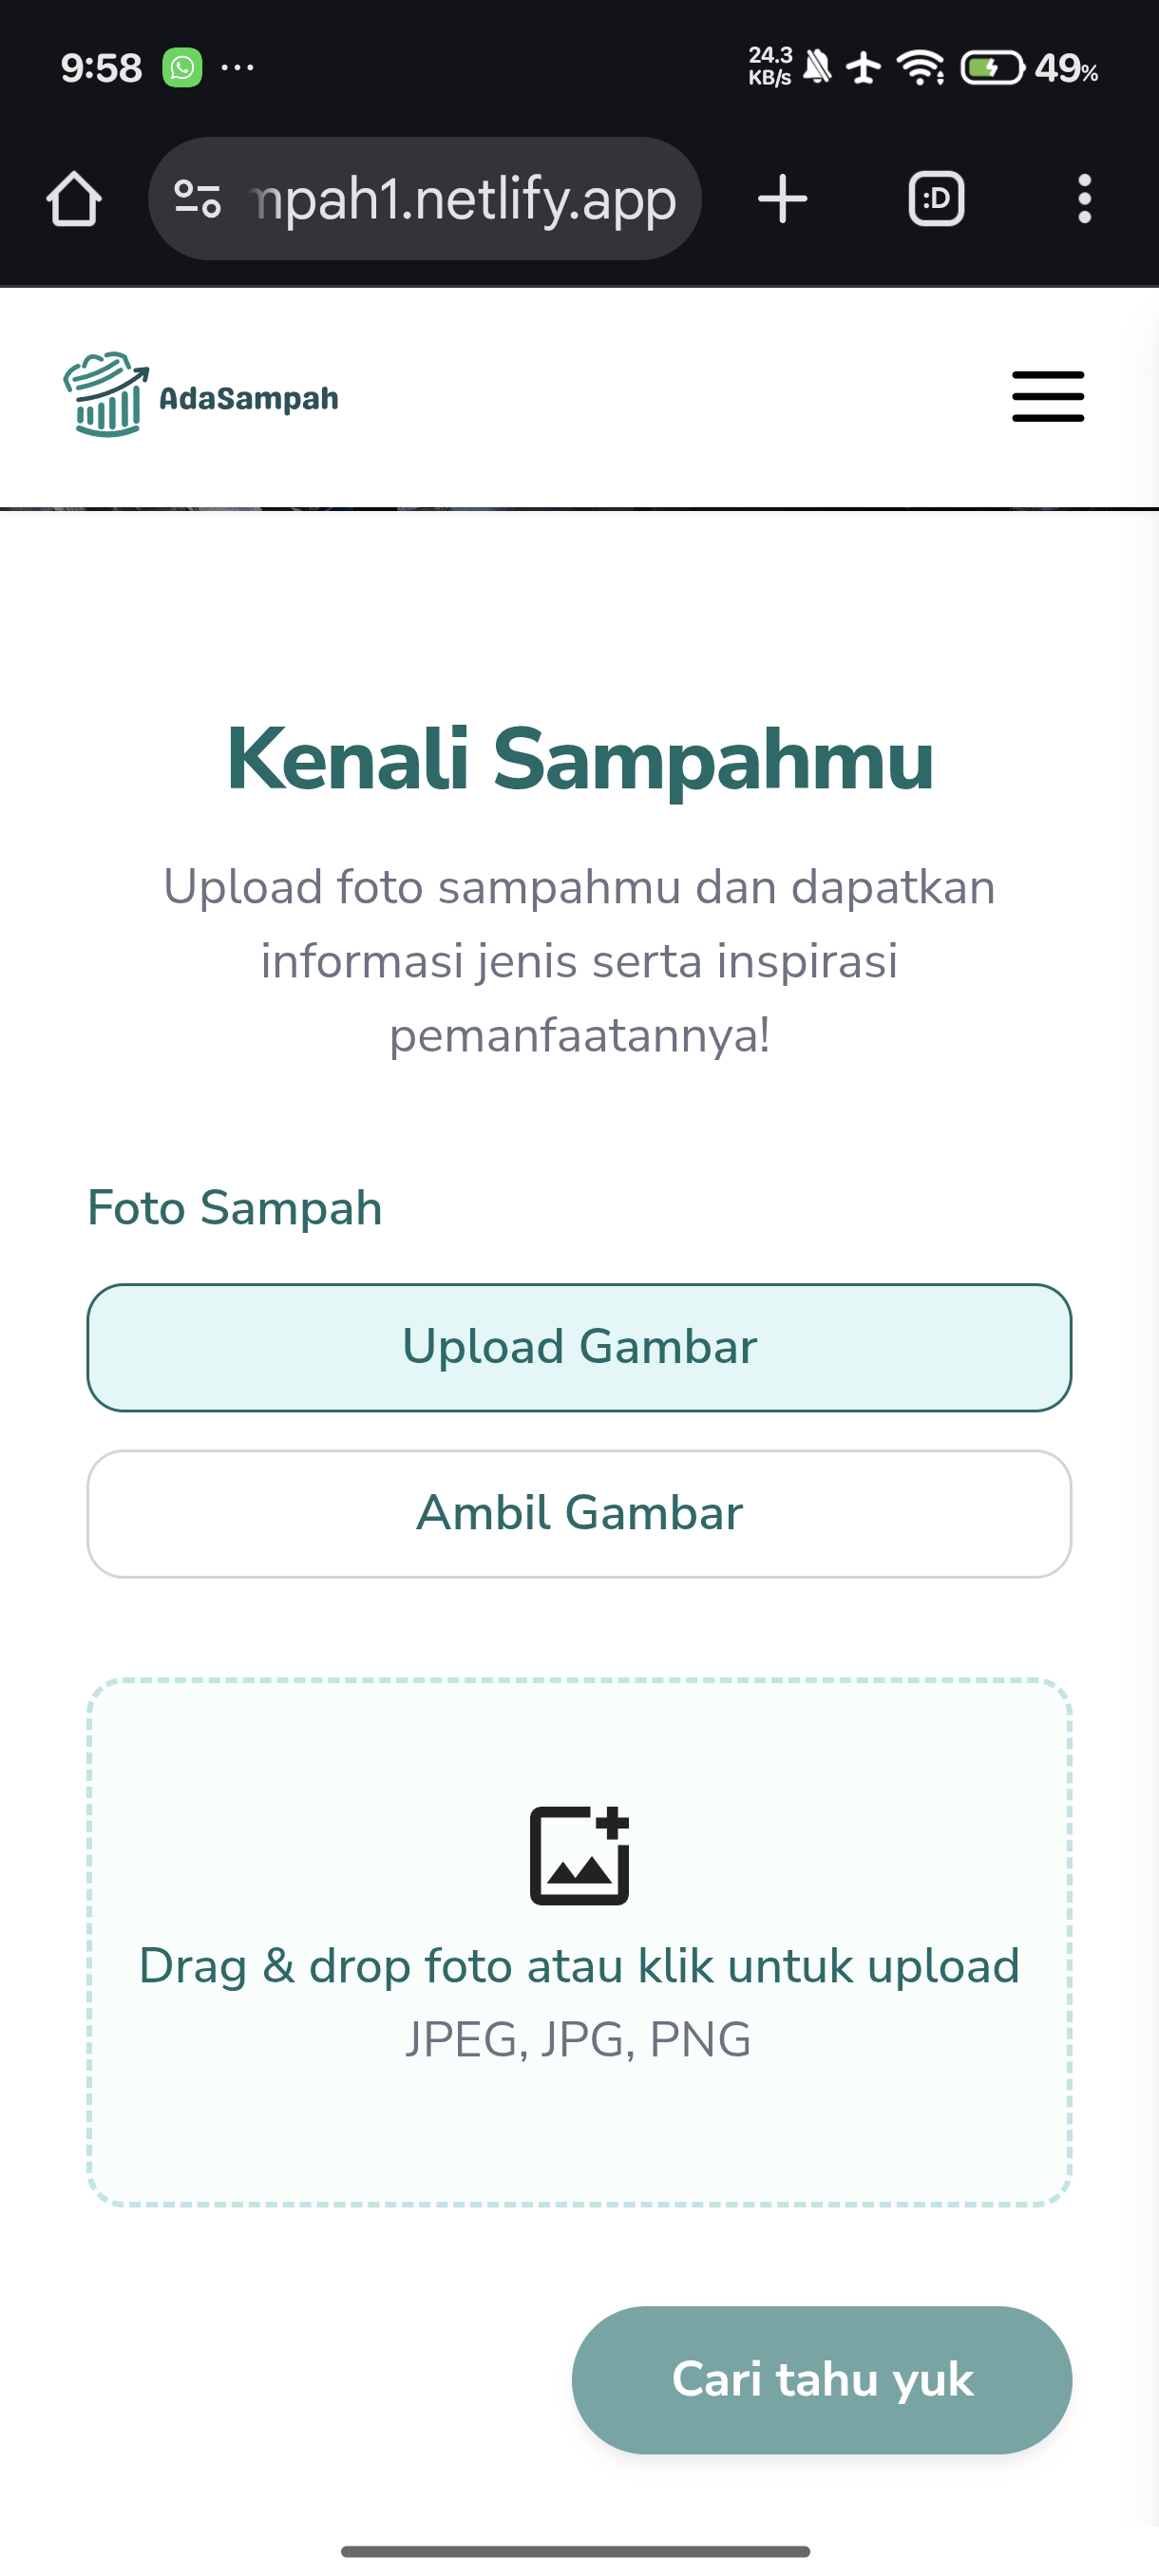 9:58
24.3
KB/s
49%
mpah1.netlify.app
:D
AdaSampah
Kenali Sampahmu
Upload foto sampahmu dan dapatkan
informasi jenis serta inspirasi
pemanfaatannya!
Foto Sampah
Upload Gambar
Ambil Gambar
Drag & drop foto atau klik untuk upload
JPEG, JPG, PNG
Cari tahu yuk